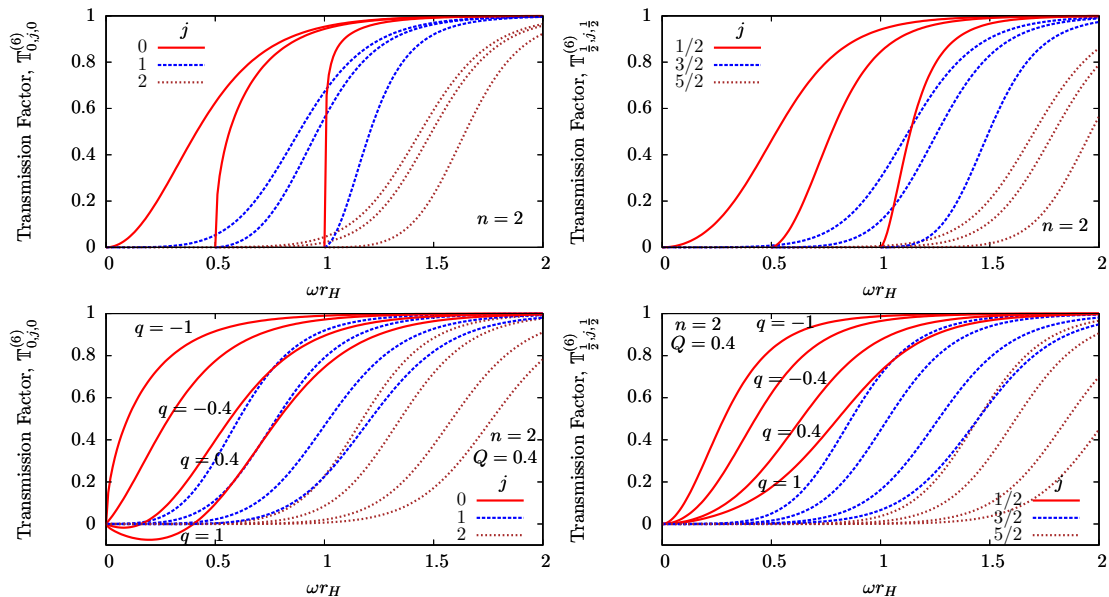 Transmission Factor, 𝕋^{(6)}_{0,j,0}
1
0.8
0.6
0.4
0.2
0
j
0
1
2
n = 2
0 0.5 1 1.5 2
ωr_H
Transmission Factor, 𝕋^{(6)}_{\frac{1}{2},j,\frac{1}{2}}
1
0.8
0.6
0.4
0.2
0
j
1/2
3/2
5/2
n = 2
0 0.5 1 1.5 2
ωr_H
Transmission Factor, 𝕋^{(6)}_{0,j,0}
1
0.8
0.6
0.4
0.2
0
q = −1
q = −0.4
q = 0.4
q = 1
n = 2
Q = 0.4
j
0
1
2
0 0.5 1 1.5 2
ωr_H
Transmission Factor, 𝕋^{(6)}_{\frac{1}{2},j,\frac{1}{2}}
1
0.8
0.6
0.4
0.2
0
n = 2
Q = 0.4
q = −1
q = −0.4
q = 0.4
q = 1
j
1/2
3/2
5/2
0 0.5 1 1.5 2
ωr_H